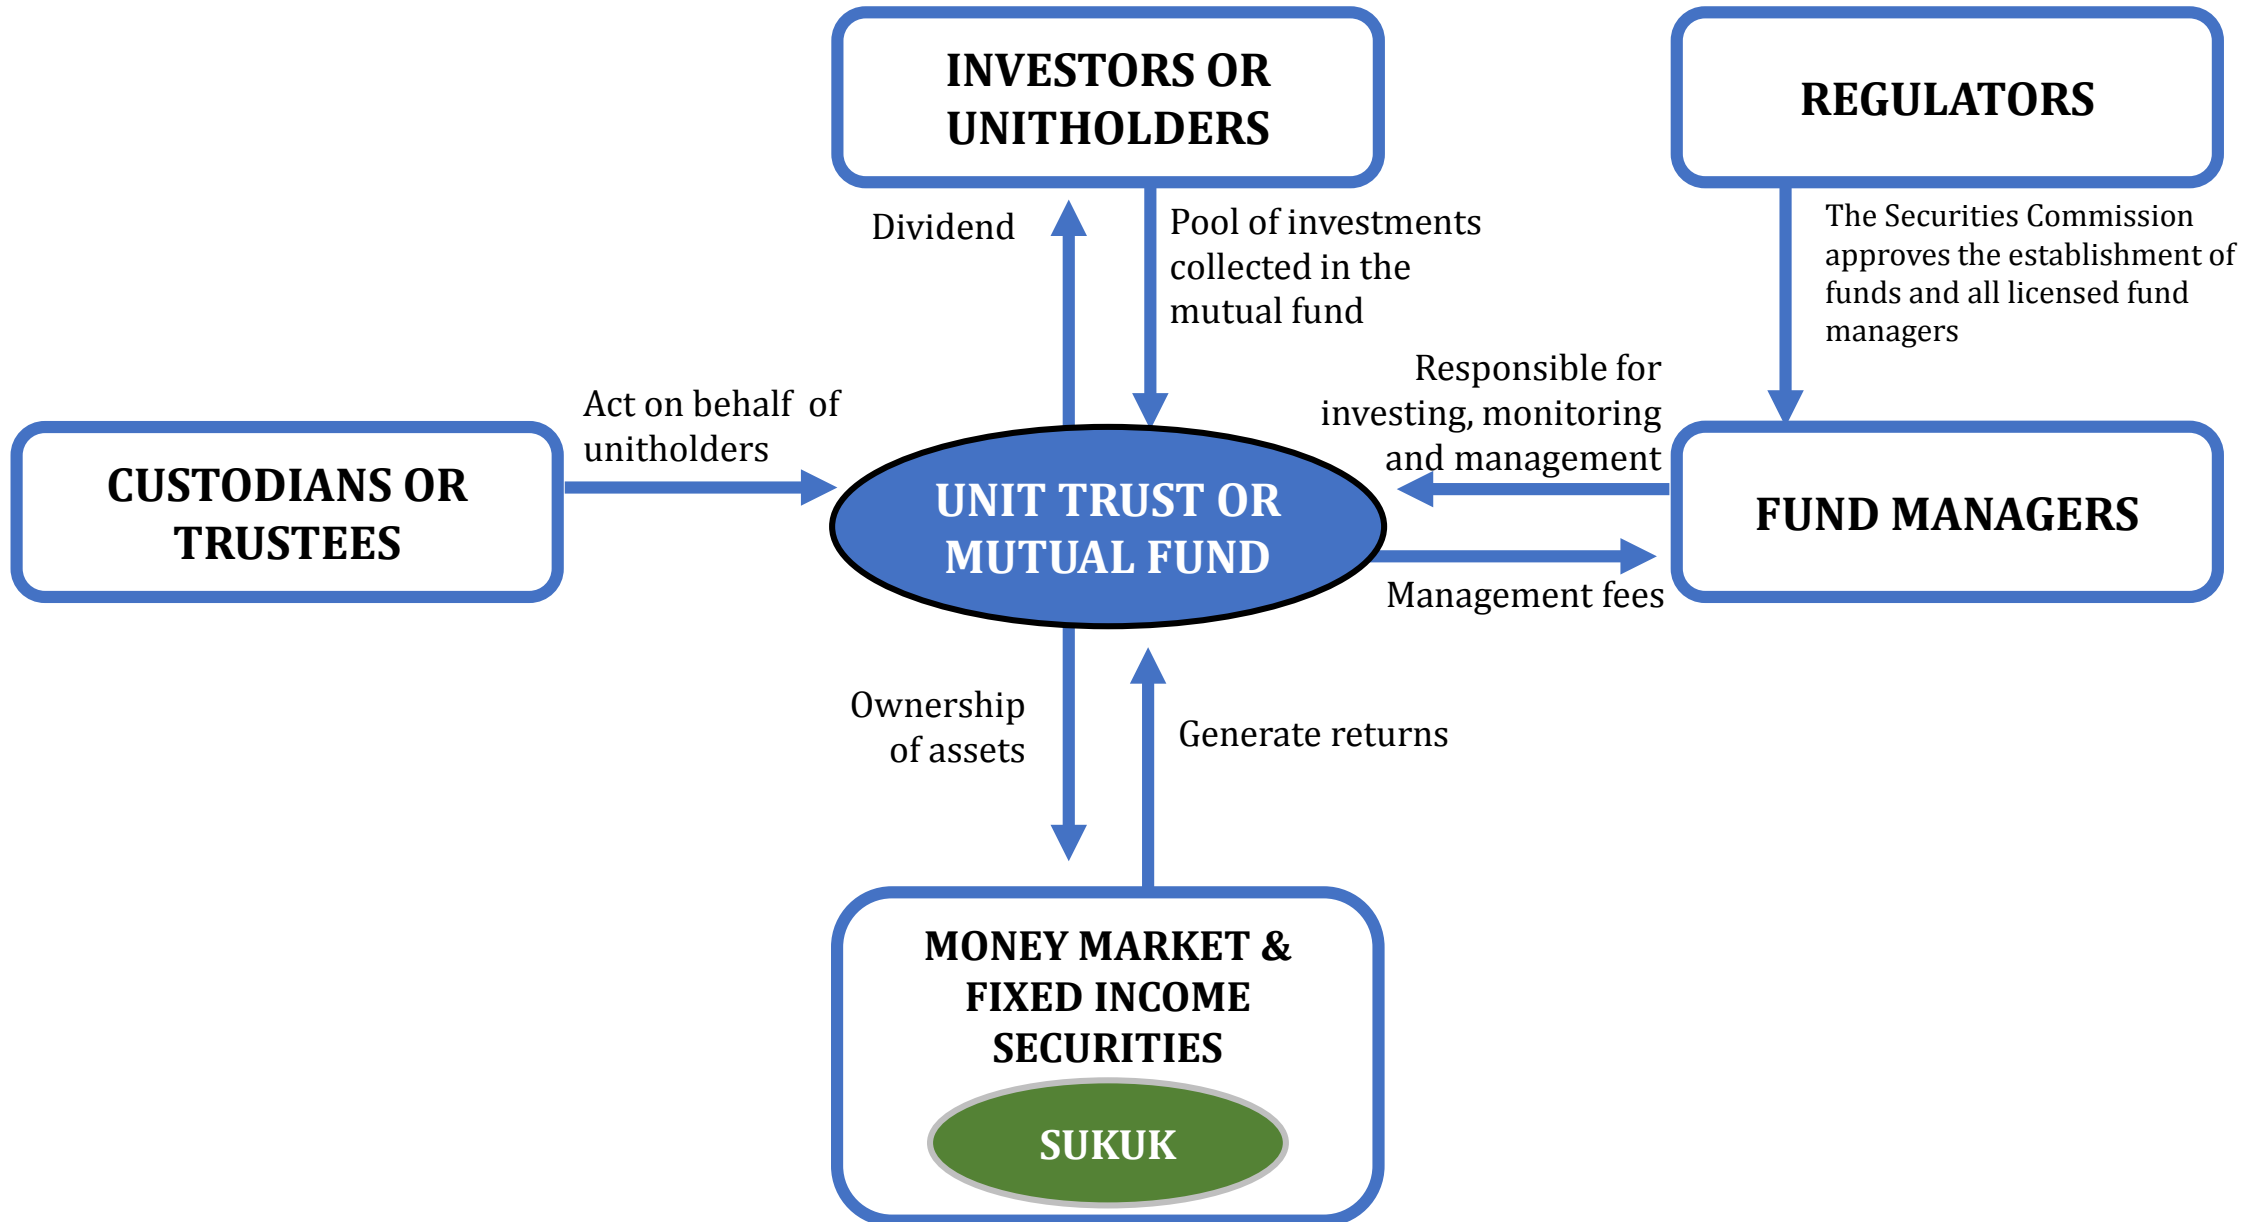 INVESTORS OR
UNITHOLDERS
REGULATORS
Dividend
Pool of investments
collected in the
mutual fund
The Securities Commission
approves the establishment of
funds and all licensed fund
managers
Act on behalf of
unitholders
Responsible for
investing, monitoring
and management
CUSTODIANS OR
TRUSTEES
UNIT TRUST OR
MUTUAL FUND
FUND MANAGERS
Management fees
Ownership
of assets
Generate returns
MONEY MARKET &
FIXED INCOME
SECURITIES
SUKUK